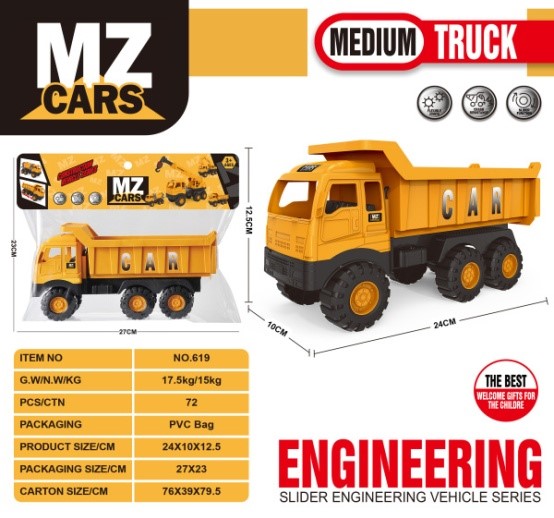 MZ
CARS
MEDIUM TRUCK
MZ
CARS
3+
AGES
23CM
27CM
CAR
12.5CM
10CM
24CM
MZ
CAR
ITEM NO NO.619
G.W/N.W/KG 17.5kg/15kg
PCS/CTN 72
PACKAGING PVC Bag
PRODUCT SIZE/CM 24X10X12.5
PACKAGING SIZE/CM 27X23
CARTON SIZE/CM 76X39X79.5
THE BEST
WELCOME GIFTS FOR
THE CHILDRE
ENGINEERING
SLIDER ENGINEERING VEHICLE SERIES